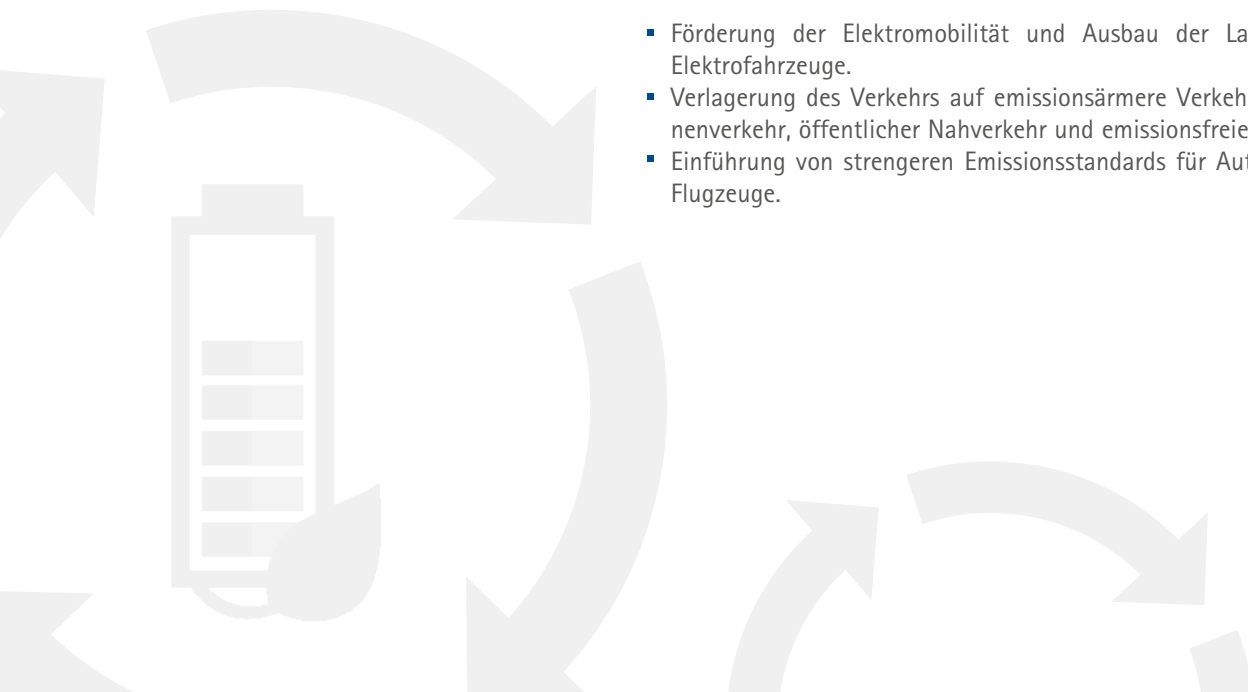 ▪ Förderung der Elektromobilität und Ausbau der La
Elektrofahrzeuge.
▪ Verlagerung des Verkehrs auf emissionsärmere Verkeh
nenverkehr, öffentlicher Nahverkehr und emissionsfreie
▪ Einführung von strengeren Emissionsstandards für Aut
Flugzeuge.